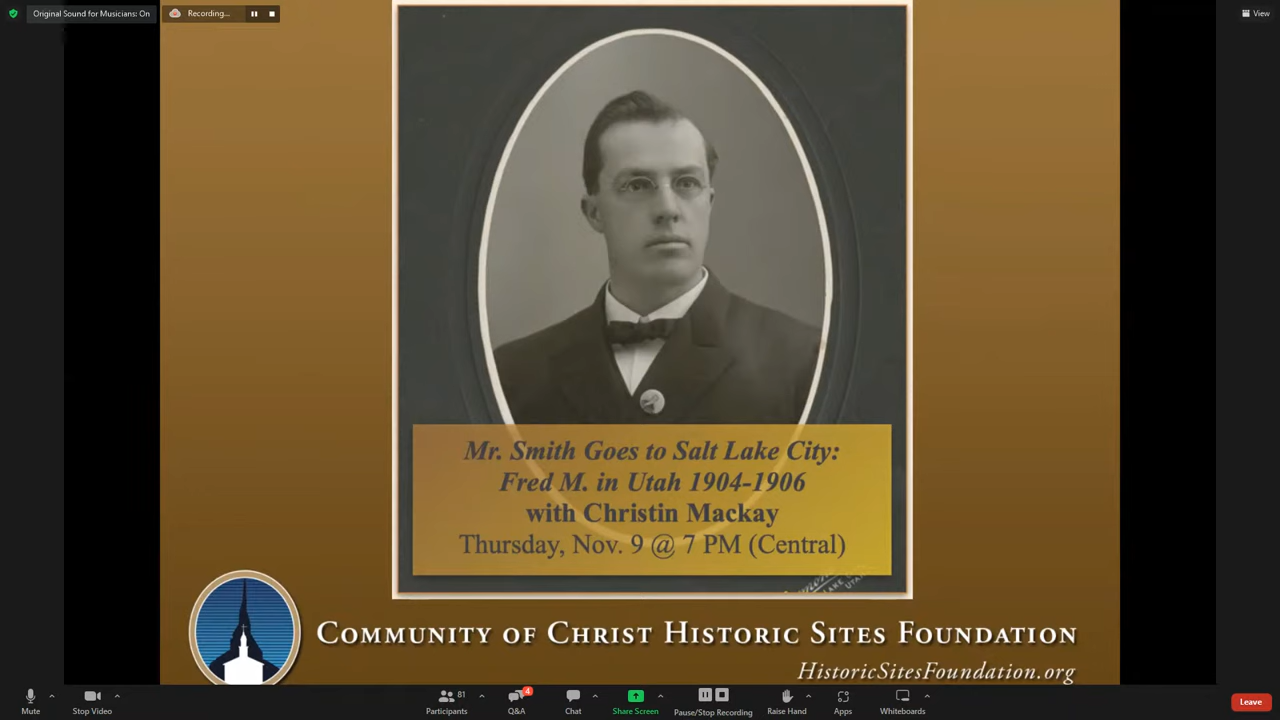 Original Sound for Musicians: On
Recording...
View
Mr. Smith Goes to Salt Lake City:
Fred M. in Utah 1904-1906
with Christin Mackay
Thursday, Nov. 9 @ 7 PM (Central)
LAKE
UTAH
Community of Christ Historic Sites Foundation
HistoricSitesFoundation.org
Mute
Stop Video
81
Participants
4
Q&A
Chat
Share Screen
Pause/Stop Recording
Raise Hand
Apps
Whiteboards
Leave